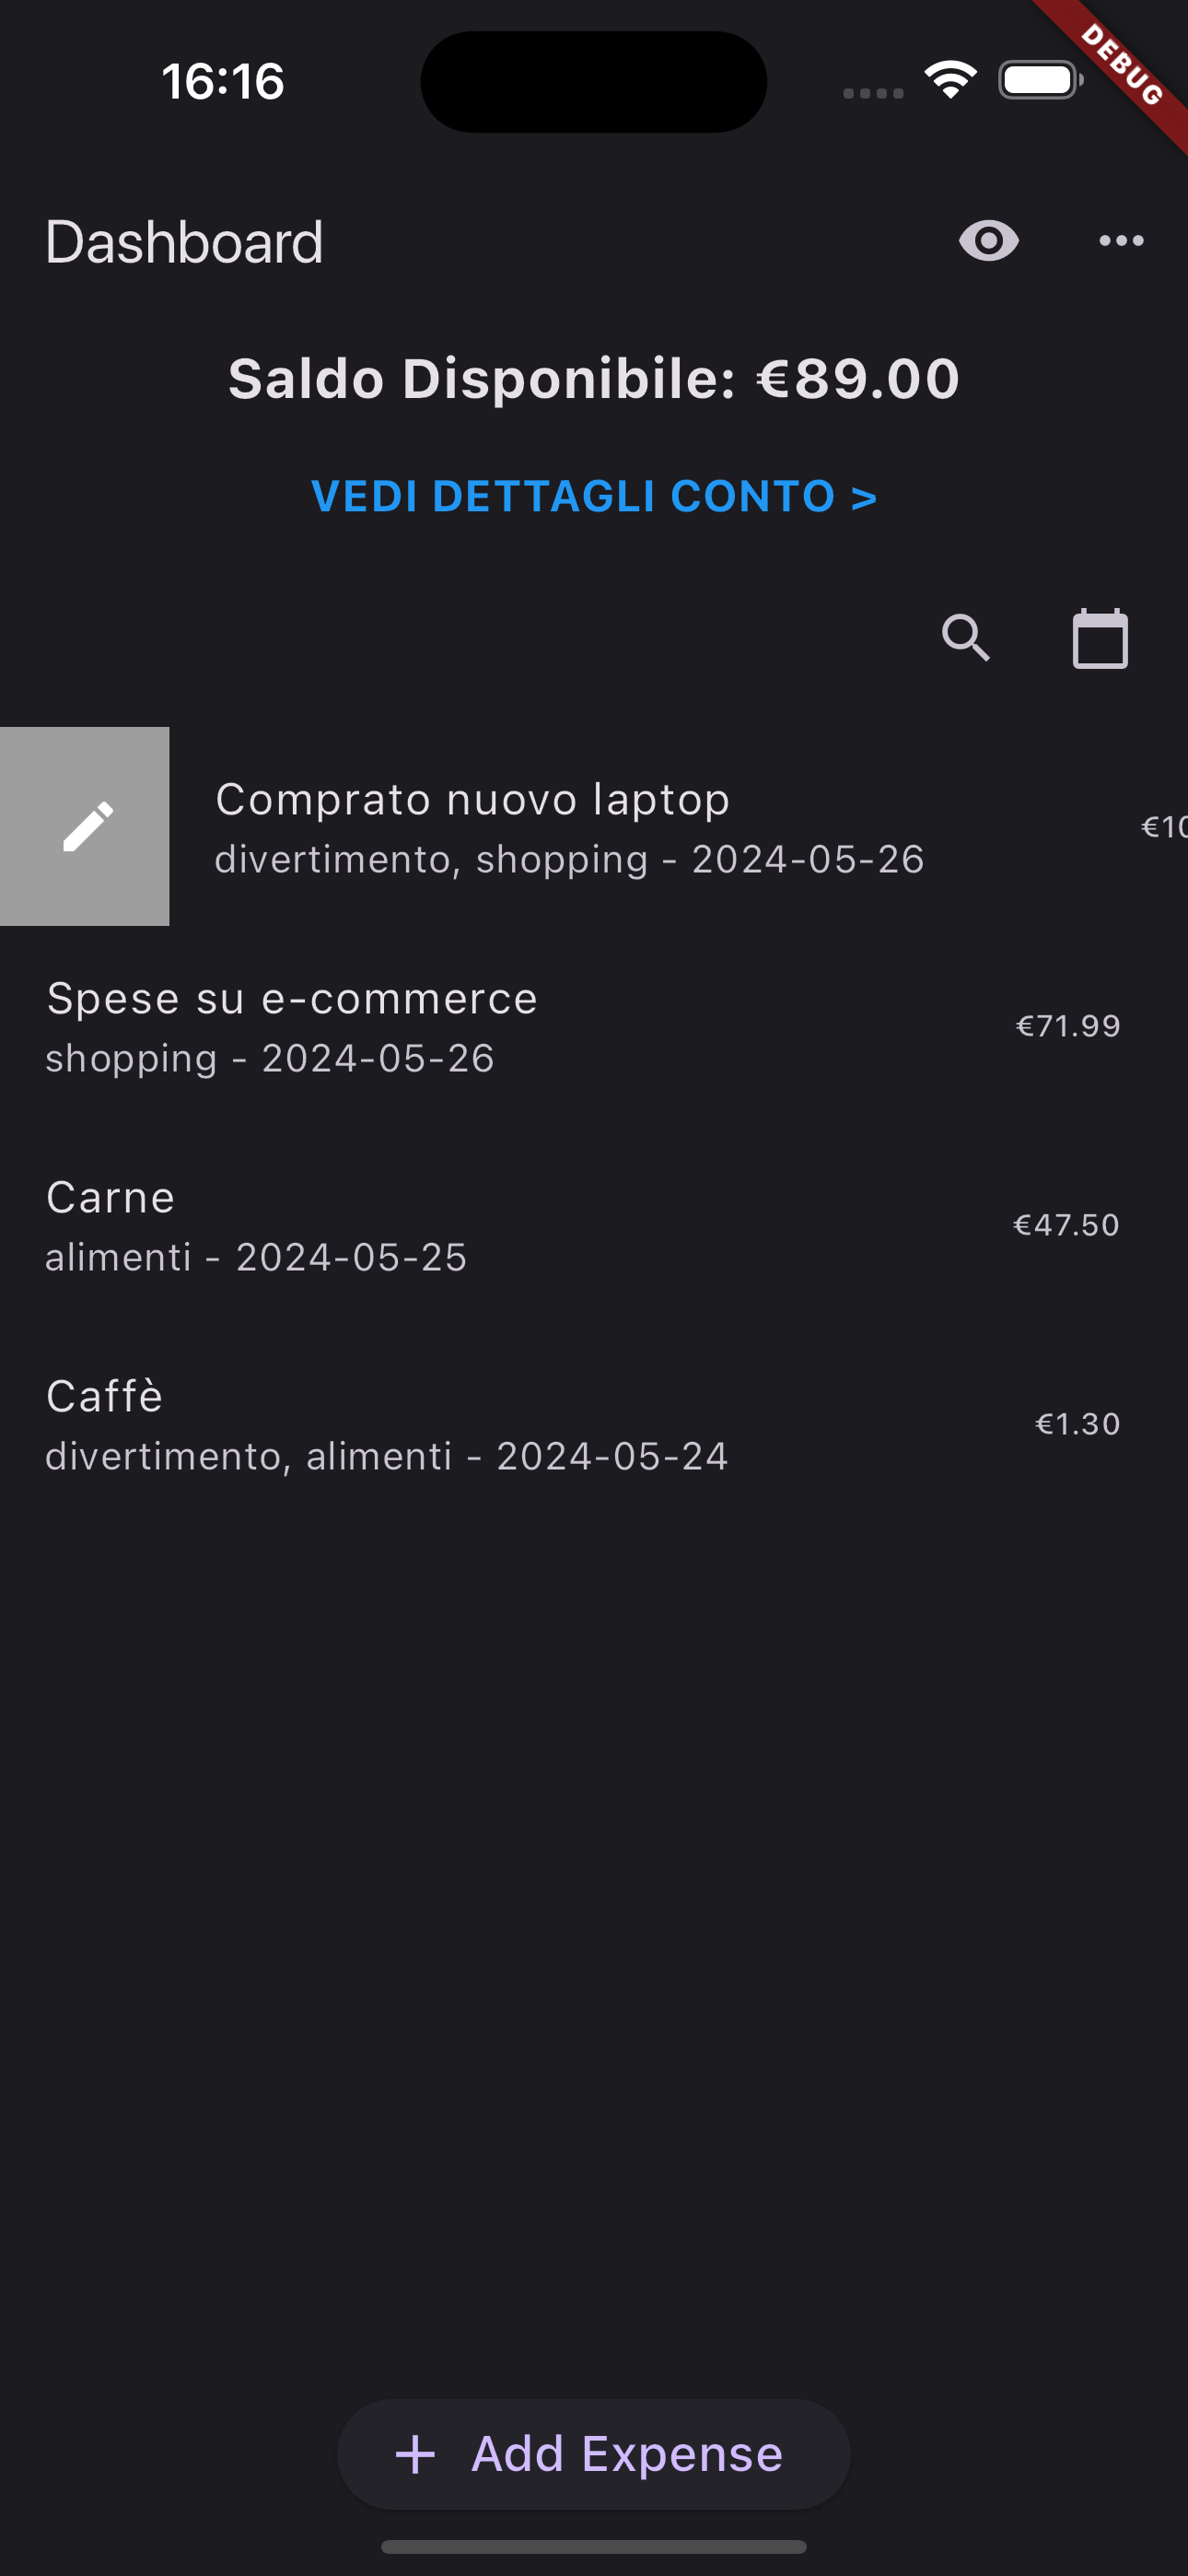 16:16
DEBUG
Dashboard
Saldo Disponibile: €89.00
VEDI DETTAGLI CONTO >
Comprato nuovo laptop
€10
divertimento, shopping - 2024-05-26
Spese su e-commerce
€71.99
shopping - 2024-05-26
Carne
€47.50
alimenti - 2024-05-25
Caffè
€1.30
divertimento, alimenti - 2024-05-24
+ Add Expense